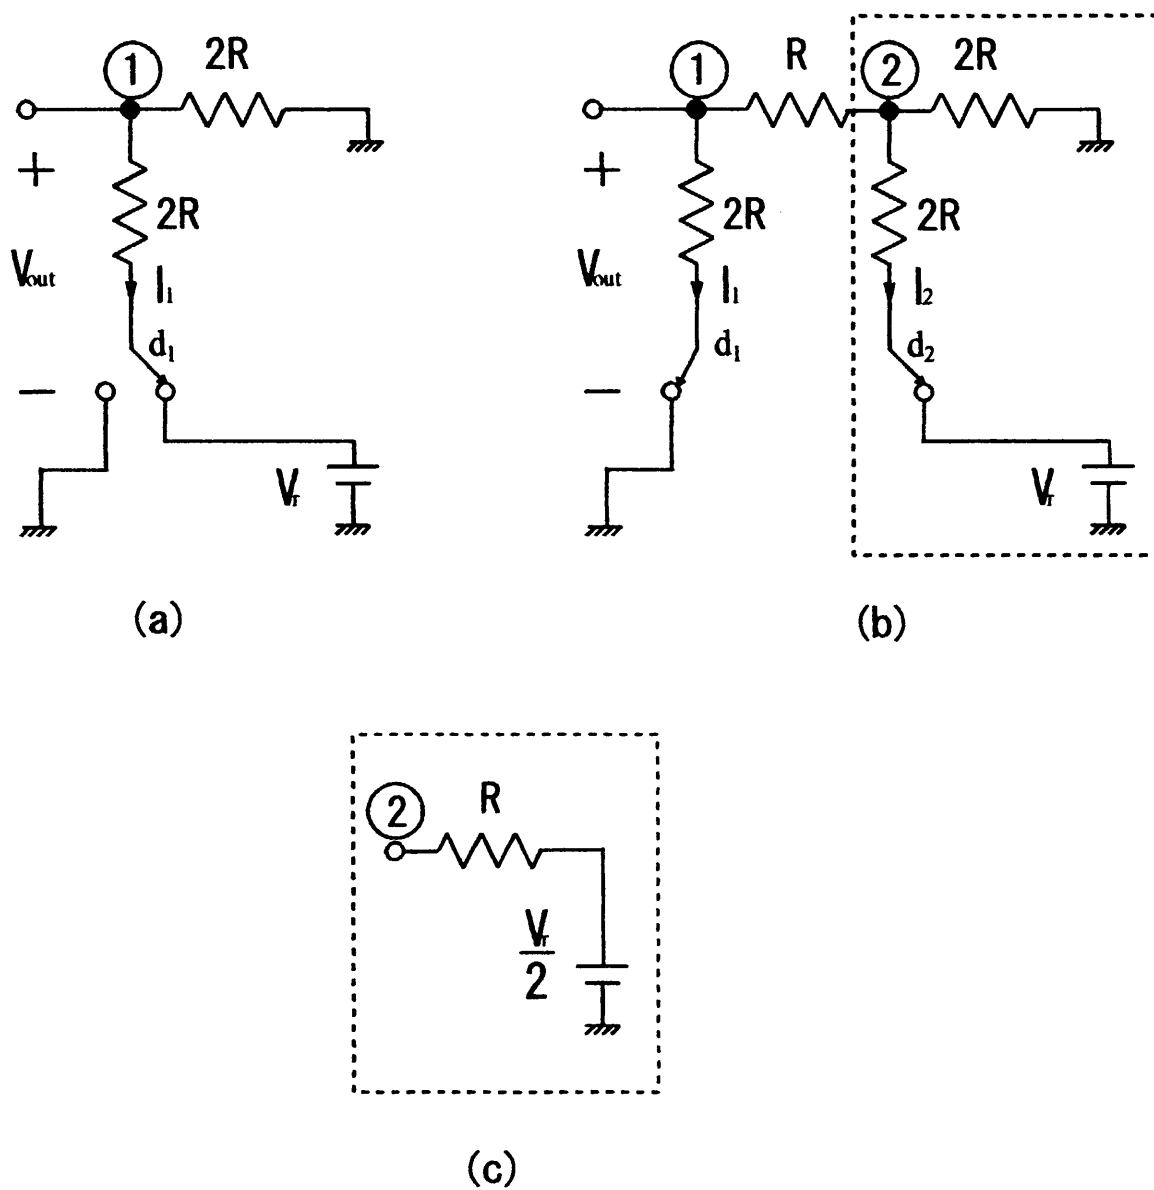 1 2R
2R
+
Vout
I1
d1
−
Vr
(a)
1 R 2 2R
2R 2R
+
Vout
I1 I2
d1 d2
−
Vr
(b)
2 R
Vr
2
(c)